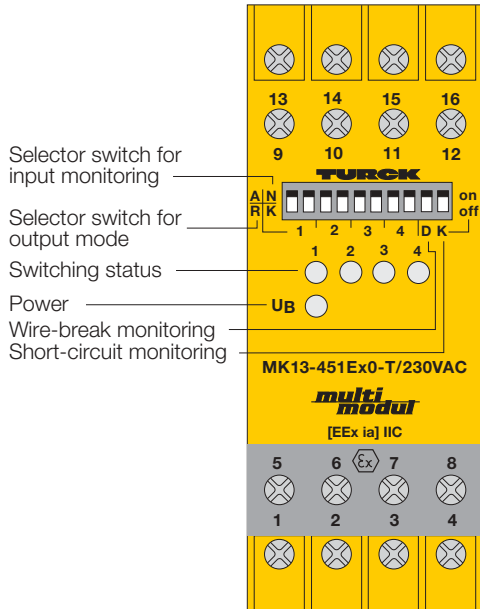 13 14 15 16
9 10 11 12
Selector switch for
input monitoring
TURCK
A N
R K
on
off
Selector switch for
output mode
1 2 3 4 D K
Switching status
1 2 3 4
Power
UB
Wire-break monitoring
Short-circuit monitoring
MK13-451Ex0-T/230VAC
multi
modul
[EEx ia] IIC
5 6 Ex 7 8
1 2 3 4